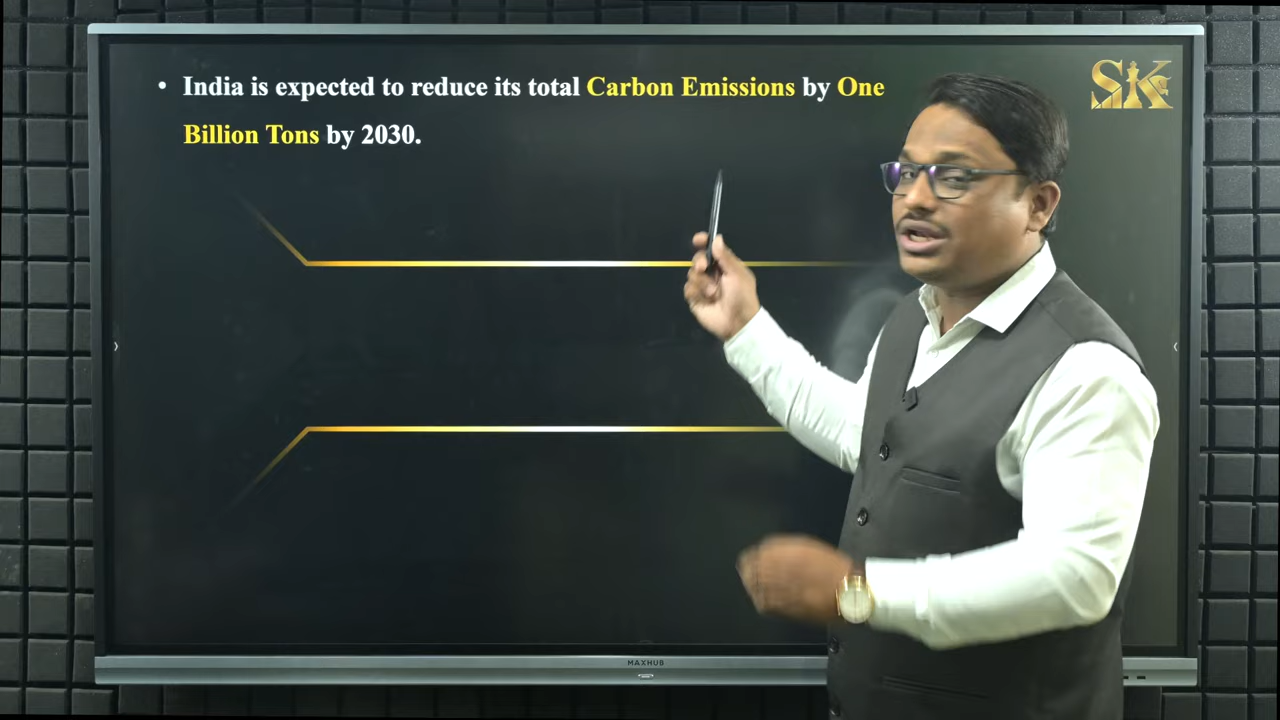 • India is expected to reduce its total Carbon Emissions by One
Billion Tons by 2030.
SK
MAXHUB